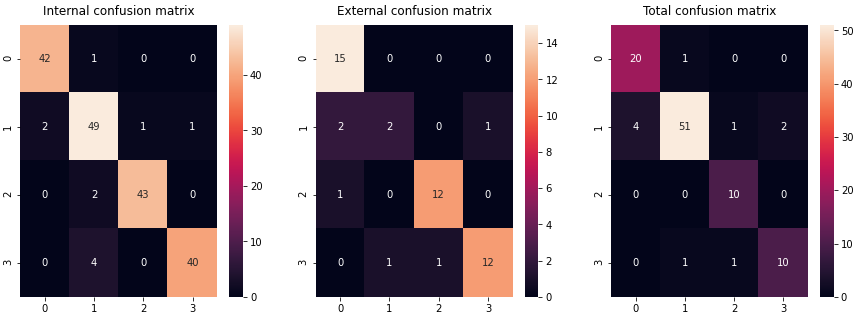 Internal confusion matrix
0 42 1 0 0
1 2 49 1 1
2 0 2 43 0
3 0 4 0 40
0 1 2 3
40
30
20
10
0
External confusion matrix
0 15 0 0 0
1 2 2 0 1
2 1 0 12 0
3 0 1 1 12
0 1 2 3
14
12
10
8
6
4
2
0
Total confusion matrix
0 20 1 0 0
1 4 51 1 2
2 0 0 10 0
3 0 1 1 10
0 1 2 3
50
40
30
20
10
0